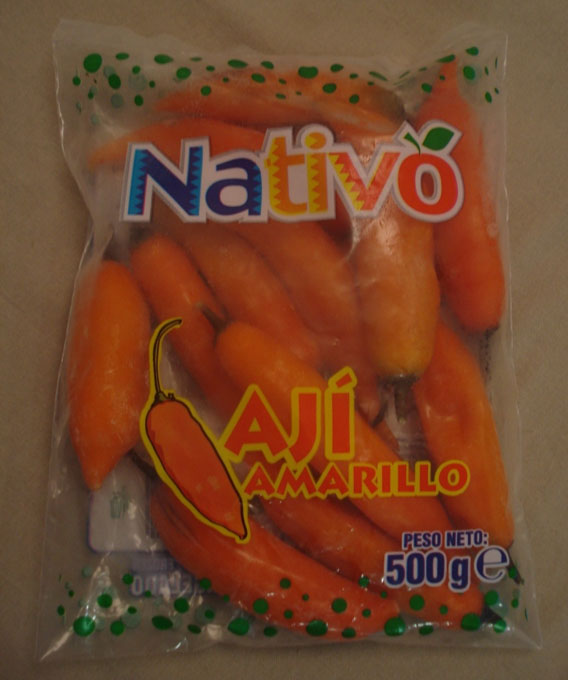 Nativo
AJÍ
AMARILLO
PESO NETO:
500g e